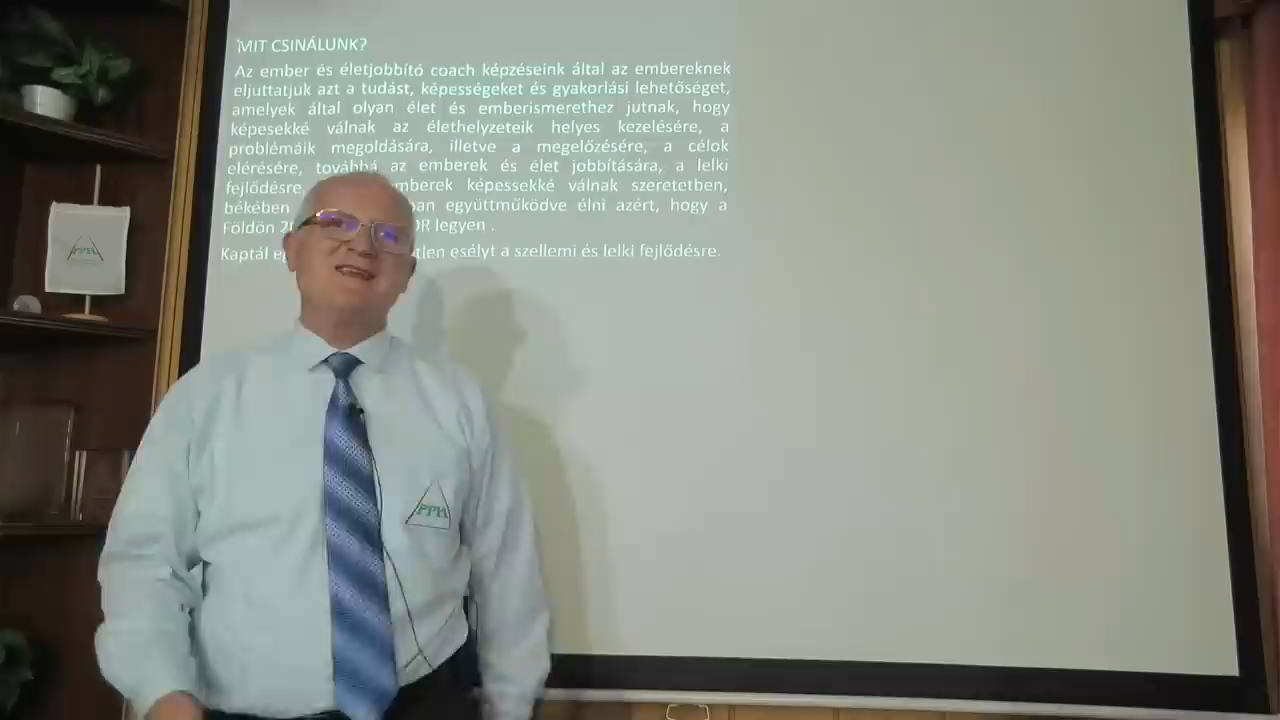 MIT CSINÁLUNK?
Az ember és életjobbító coach képzéseink által az embereknek
eljuttatjuk azt a tudást, képességeket és gyakorlási lehetőséget,
amelyek által olyan élet és emberismerethez jutnak, hogy
képesekké válnak az élethelyzeteik helyes kezelésére, a
problémáik megoldására, illetve a megelőzésére, a célok
elérésére, továbbá az emberek és élet jobbítására, a lelki
fejlődésre, emberek képessekké válnak szeretetben,
békében együttműködve élni azért, hogy a
Földön legyen .
Kaptál esélyt a szellemi és lelki fejlődésre.
PPH
PPH